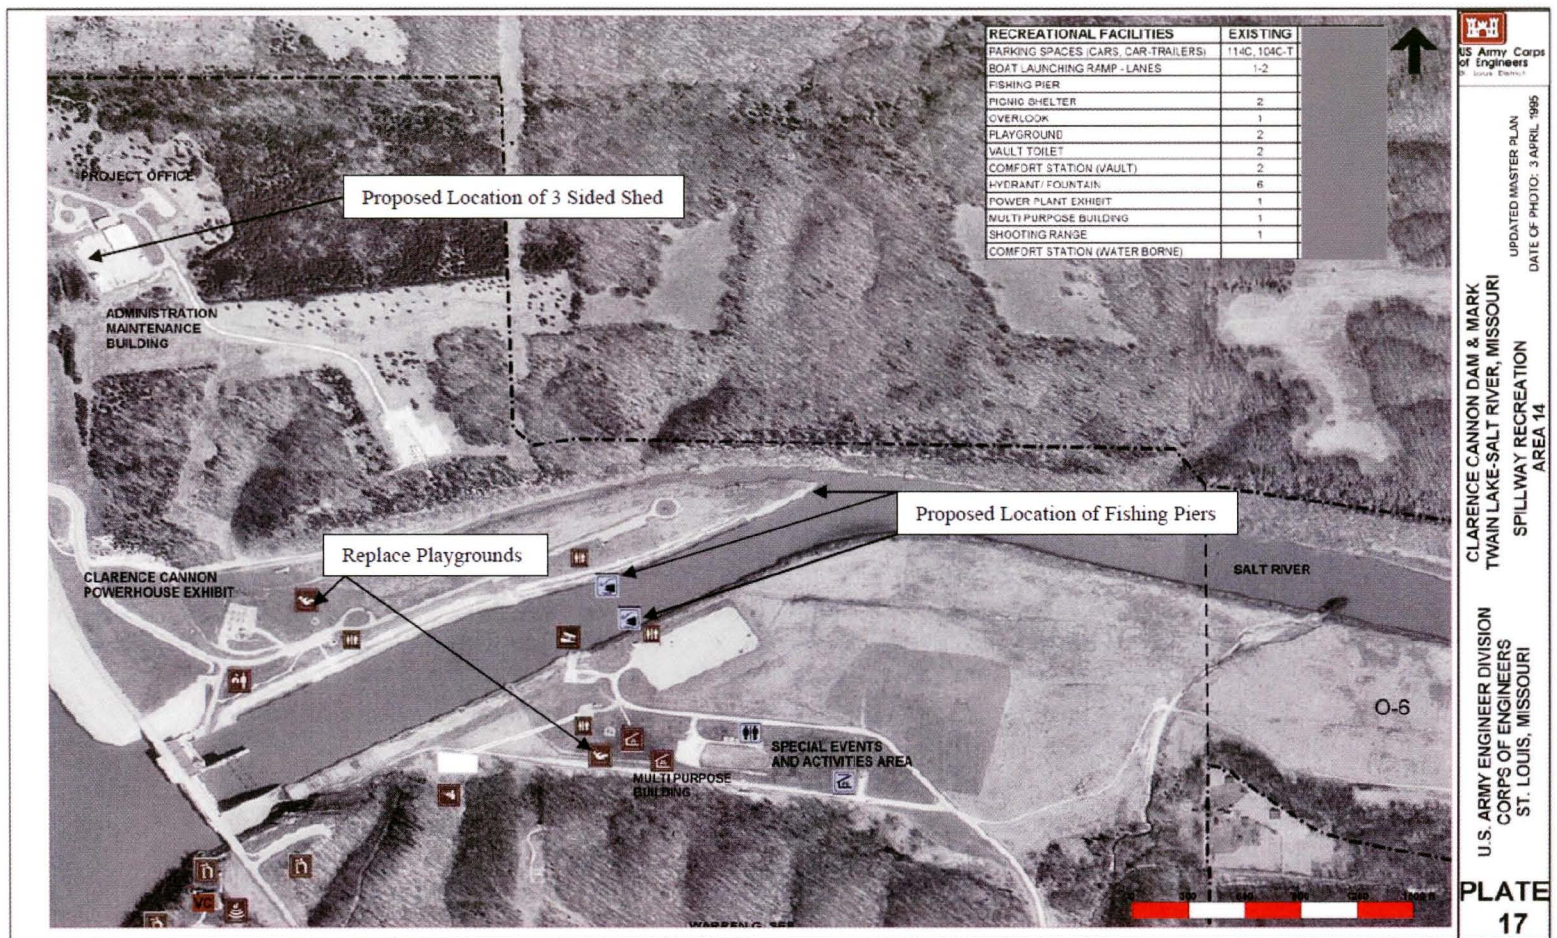 RECREATIONAL FACILITIES EXISTING
PARKING SPACES (CARS, CAR-TRAILERS) 114C, 104C-T
BOAT LAUNCHING RAMP - LANES 1-2
FISHING PIER
PICNIC SHELTER 2
OVERLOOK 1
PLAYGROUND 2
VAULT TOILET 2
COMFORT STATION (VAULT) 2
HYDRANT/ FOUNTAIN 6
POWER PLANT EXHIBIT 1
MULTI PURPOSE BUILDING 1
SHOOTING RANGE 1
COMFORT STATION (WATER BORNE)
PROJECT OFFICE
Proposed Location of 3 Sided Shed
ADMINISTRATION
MAINTENANCE
BUILDING
Proposed Location of Fishing Piers
Replace Playgrounds
CLARENCE CANNON
POWERHOUSE EXHIBIT
SALT RIVER
O-6
SPECIAL EVENTS
AND ACTIVITIES AREA
MULTI PURPOSE
BUILDING
VC
US Army Corps
of Engineers
St. Louis District
UPDATED MASTER PLAN
DATE OF PHOTO: 3 APRIL 1995
CLARENCE CANNON DAM & MARK
TWAIN LAKE-SALT RIVER, MISSOURI
SPILLWAY RECREATION
AREA 14
U.S. ARMY ENGINEER DIVISION
CORPS OF ENGINEERS
ST. LOUIS, MISSOURI
PLATE
17